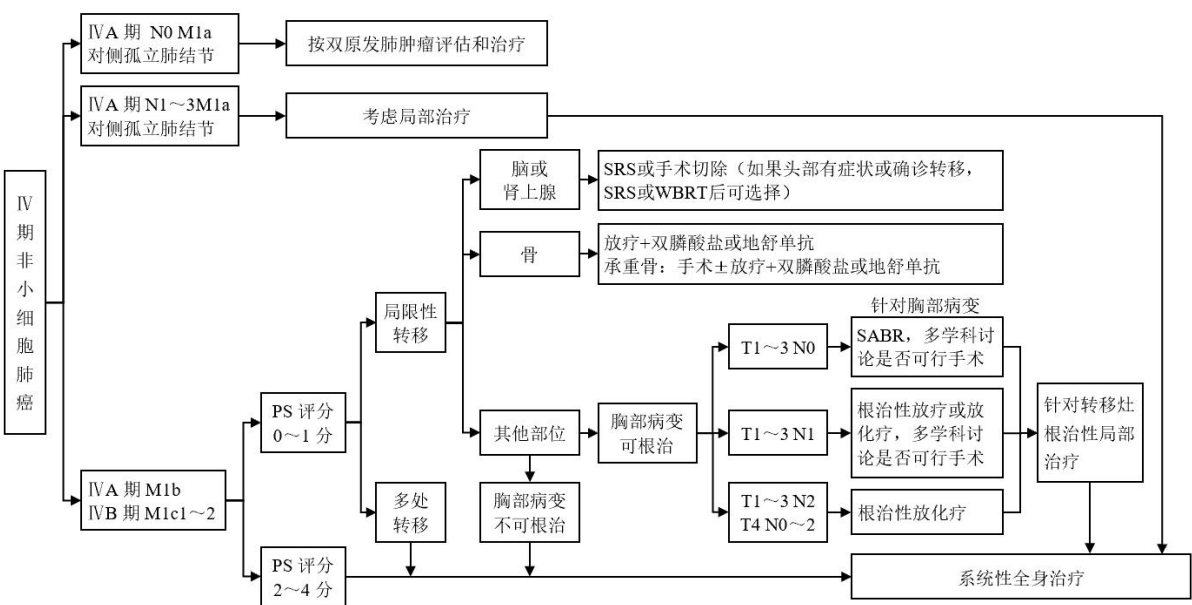 Ⅳ
期
非
小
细
胞
肺
癌
ⅣA 期 N0 M1a
对侧孤立肺结节
按双原发肺肿瘤评估和治疗
ⅣA 期 N1～3M1a
对侧孤立肺结节
考虑局部治疗
ⅣA 期 M1b
ⅣB 期 M1c1～2
PS 评分
0～1 分
PS 评分
2～4 分
局限性
转移
多处
转移
脑或
肾上腺
SRS或手术切除（如果头部有症状或确诊转移，
SRS或WBRT后可选择）
骨
放疗+双膦酸盐或地舒单抗
承重骨：手术±放疗+双膦酸盐或地舒单抗
其他部位
胸部病变
可根治
胸部病变
不可根治
针对胸部病变
T1～3 N0
SABR，多学科讨
论是否可行手术
T1～3 N1
根治性放疗或放
化疗，多学科讨
论是否可行手术
T1～3 N2
T4 N0～2
根治性放化疗
针对转移灶
根治性局部
治疗
系统性全身治疗